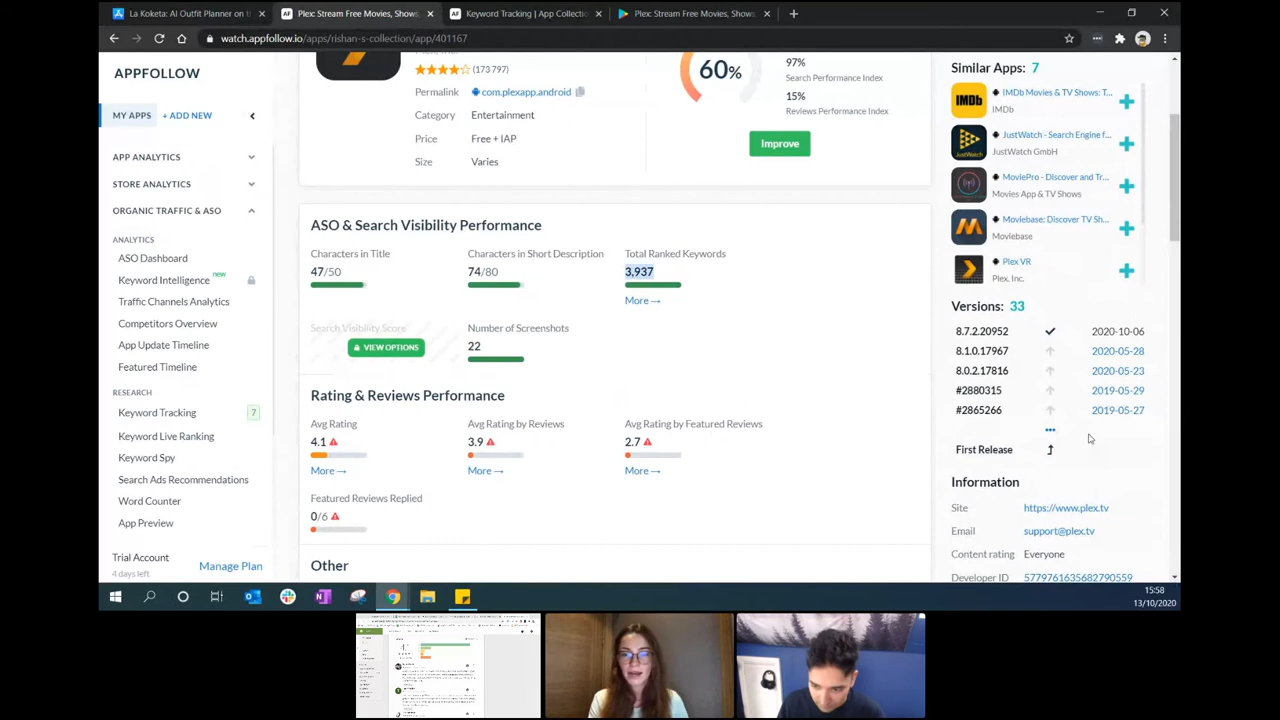 La Koketa: AI Outfit Planner on t
Plex: Stream Free Movies, Shows,
Keyword Tracking | App Collectio
Plex: Stream Free Movies, Shows,
watch.appfollow.io/apps/rishan-s-collection/app/401167
APPFOLLOW
MY APPS
+ ADD NEW
APP ANALYTICS
STORE ANALYTICS
ORGANIC TRAFFIC & ASO
ANALYTICS
ASO Dashboard
Keyword Intelligence new
Traffic Channels Analytics
Competitors Overview
App Update Timeline
Featured Timeline
RESEARCH
Keyword Tracking 7
Keyword Live Ranking
Keyword Spy
Search Ads Recommendations
Word Counter
App Preview
Trial Account
4 days left
Manage Plan
(173 797)
Permalink com.plexapp.android
Category Entertainment
Price Free + IAP
Size Varies
60%
97%
Search Performance Index
15%
Reviews Performance Index
Improve
ASO & Search Visibility Performance
Characters in Title
47/50
Characters in Short Description
74/80
Total Ranked Keywords
3,937
More →
Search Visibility Score
VIEW OPTIONS
Number of Screenshots
22
Rating & Reviews Performance
Avg Rating
4.1
More →
Avg Rating by Reviews
3.9
More →
Avg Rating by Featured Reviews
2.7
More →
Featured Reviews Replied
0/6
Other
Similar Apps: 7
IMDb
IMDb Movies & TV Shows: T...
IMDb
JustWatch
JustWatch - Search Engine f...
JustWatch GmbH
MoviePro - Discover and Tr...
Movies App & TV Shows
Moviebase: Discover TV Sh...
Moviebase
Plex VR
Plex, Inc.
Versions: 33
8.7.2.20952 2020-10-06
8.1.0.17967 2020-05-28
8.0.2.17816 2020-05-23
#2880315 2019-05-29
#2865266 2019-05-27
First Release
Information
Site https://www.plex.tv
Email support@plex.tv
Content rating Everyone
Developer ID 5779761635682790559
15:58
13/10/2020